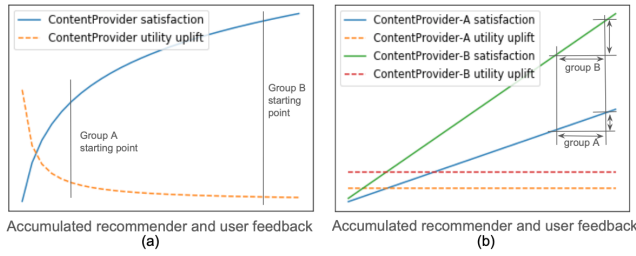 ContentProvider satisfaction
ContentProvider utility uplift
Group A
starting point
Group B
starting
point
Accumulated recommender and user feedback
(a)
ContentProvider-A satisfaction
ContentProvider-A utility uplift
ContentProvider-B satisfaction
ContentProvider-B utility uplift
group B
group A
Accumulated recommender and user feedback
(b)